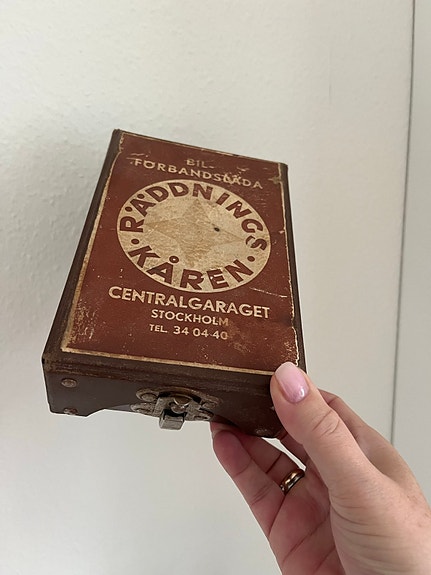 BIL-
FÖRBANDSLÅDA
RÄDDNINGS
· KÅREN ·
CENTRALGARAGET
STOCKHOLM
TEL. 34 04 40